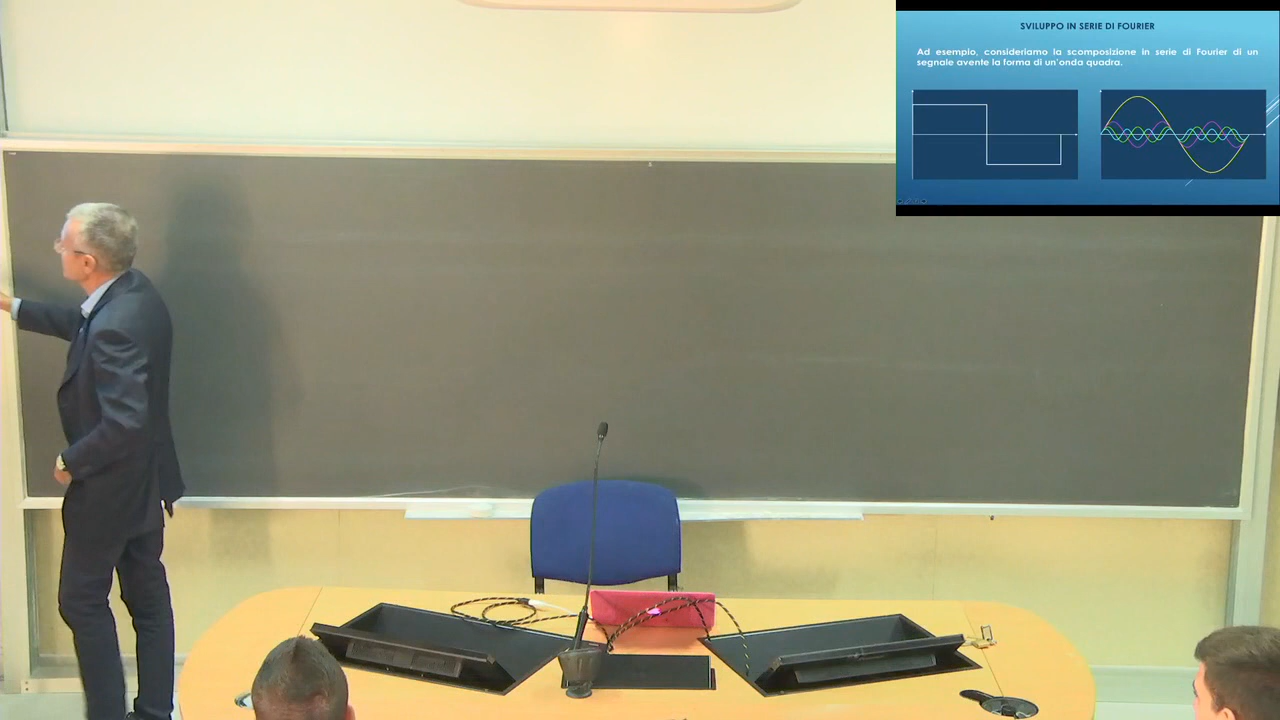 SVILUPPO IN SERIE DI FOURIER
Ad esempio, consideriamo la scomposizione in serie di Fourier di un
segnale avente la forma di un'onda quadra.